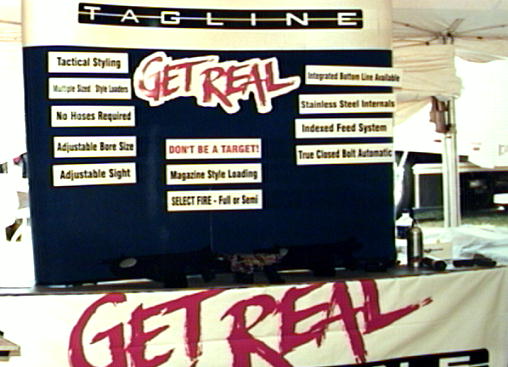 TAGLINE
GET REAL
Tactical Styling
Multiple Sized Style Loaders
No Hoses Required
Adjustable Bore Size
Adjustable Sight
DON'T BE A TARGET!
Magazine Style Loading
SELECT FIRE - Full or Semi
Integrated Bottom Line Available
Stainless Steel Internals
Indexed Feed System
True Closed Bolt Automatic
GET REAL